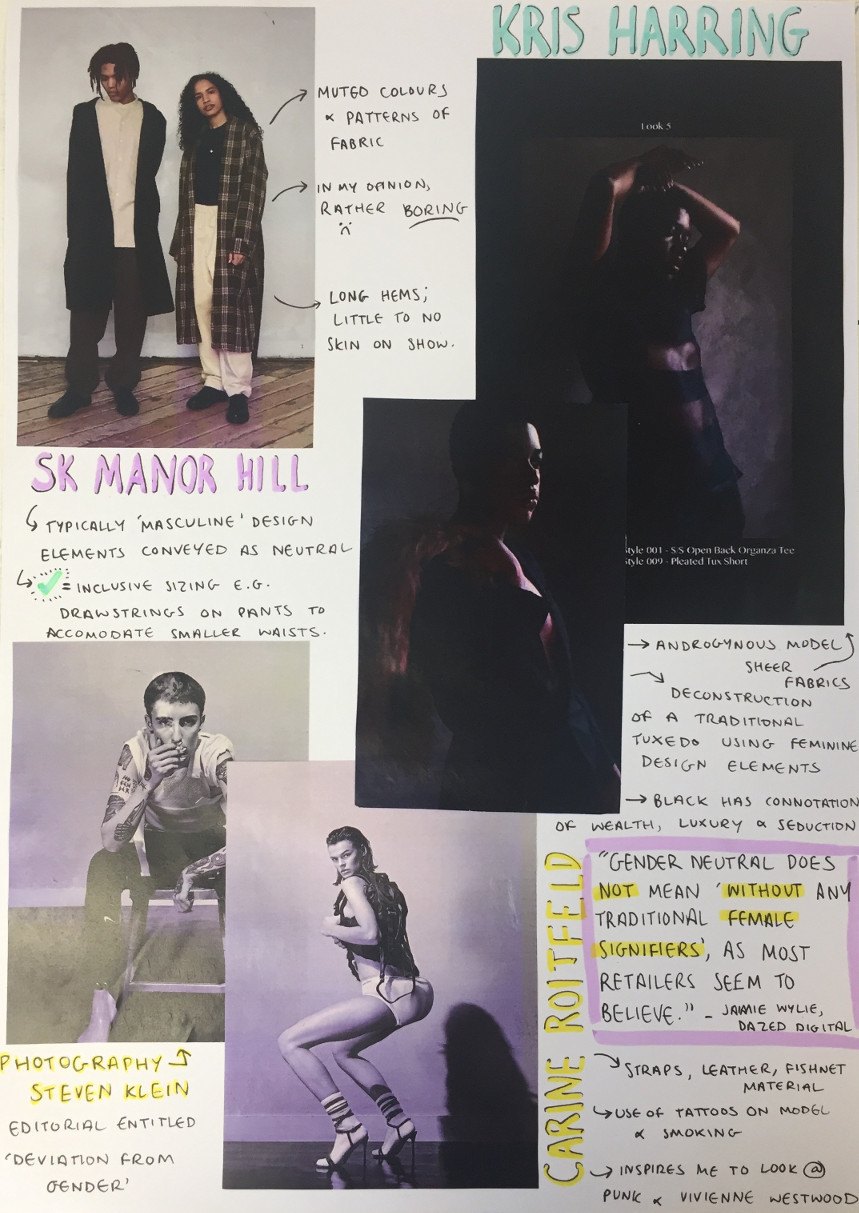 KRIS HARRING
MUTED COLOURS
& PATTERNS OF
FABRIC
IN MY OPINION,
RATHER BORING
LONG HEMS;
LITTLE TO NO
SKIN ON SHOW.
Look 5
SK MANOR HILL
TYPICALLY 'MASCULINE' DESIGN
ELEMENTS CONVEYED AS NEUTRAL
= INCLUSIVE SIZING E.G.
DRAWSTRINGS ON PANTS TO
ACCOMODATE SMALLER WAISTS.
Style 001 - S/S Open Back Organza Tee
Style 009 - Pleated Tux Short
ANDROGYNOUS MODEL
SHEER
FABRICS
DECONSTRUCTION
OF A TRADITIONAL
TUXEDO USING FEMININE
DESIGN ELEMENTS
BLACK HAS CONNOTATION
OF WEALTH, LUXURY & SEDUCTION
CARINE ROITFELD
"GENDER NEUTRAL DOES
NOT MEAN 'WITHOUT ANY
TRADITIONAL FEMALE
SIGNIFIERS', AS MOST
RETAILERS SEEM TO
BELIEVE." - JAMIE WYLIE,
DAZED DIGITAL
PHOTOGRAPHY
STEVEN KLEIN
EDITORIAL ENTITLED
'DEVIATION FROM
GENDER'
STRAPS, LEATHER, FISHNET
MATERIAL
USE OF TATTOOS ON MODEL
& SMOKING
INSPIRES ME TO LOOK @
PUNK & VIVIENNE WESTWOOD